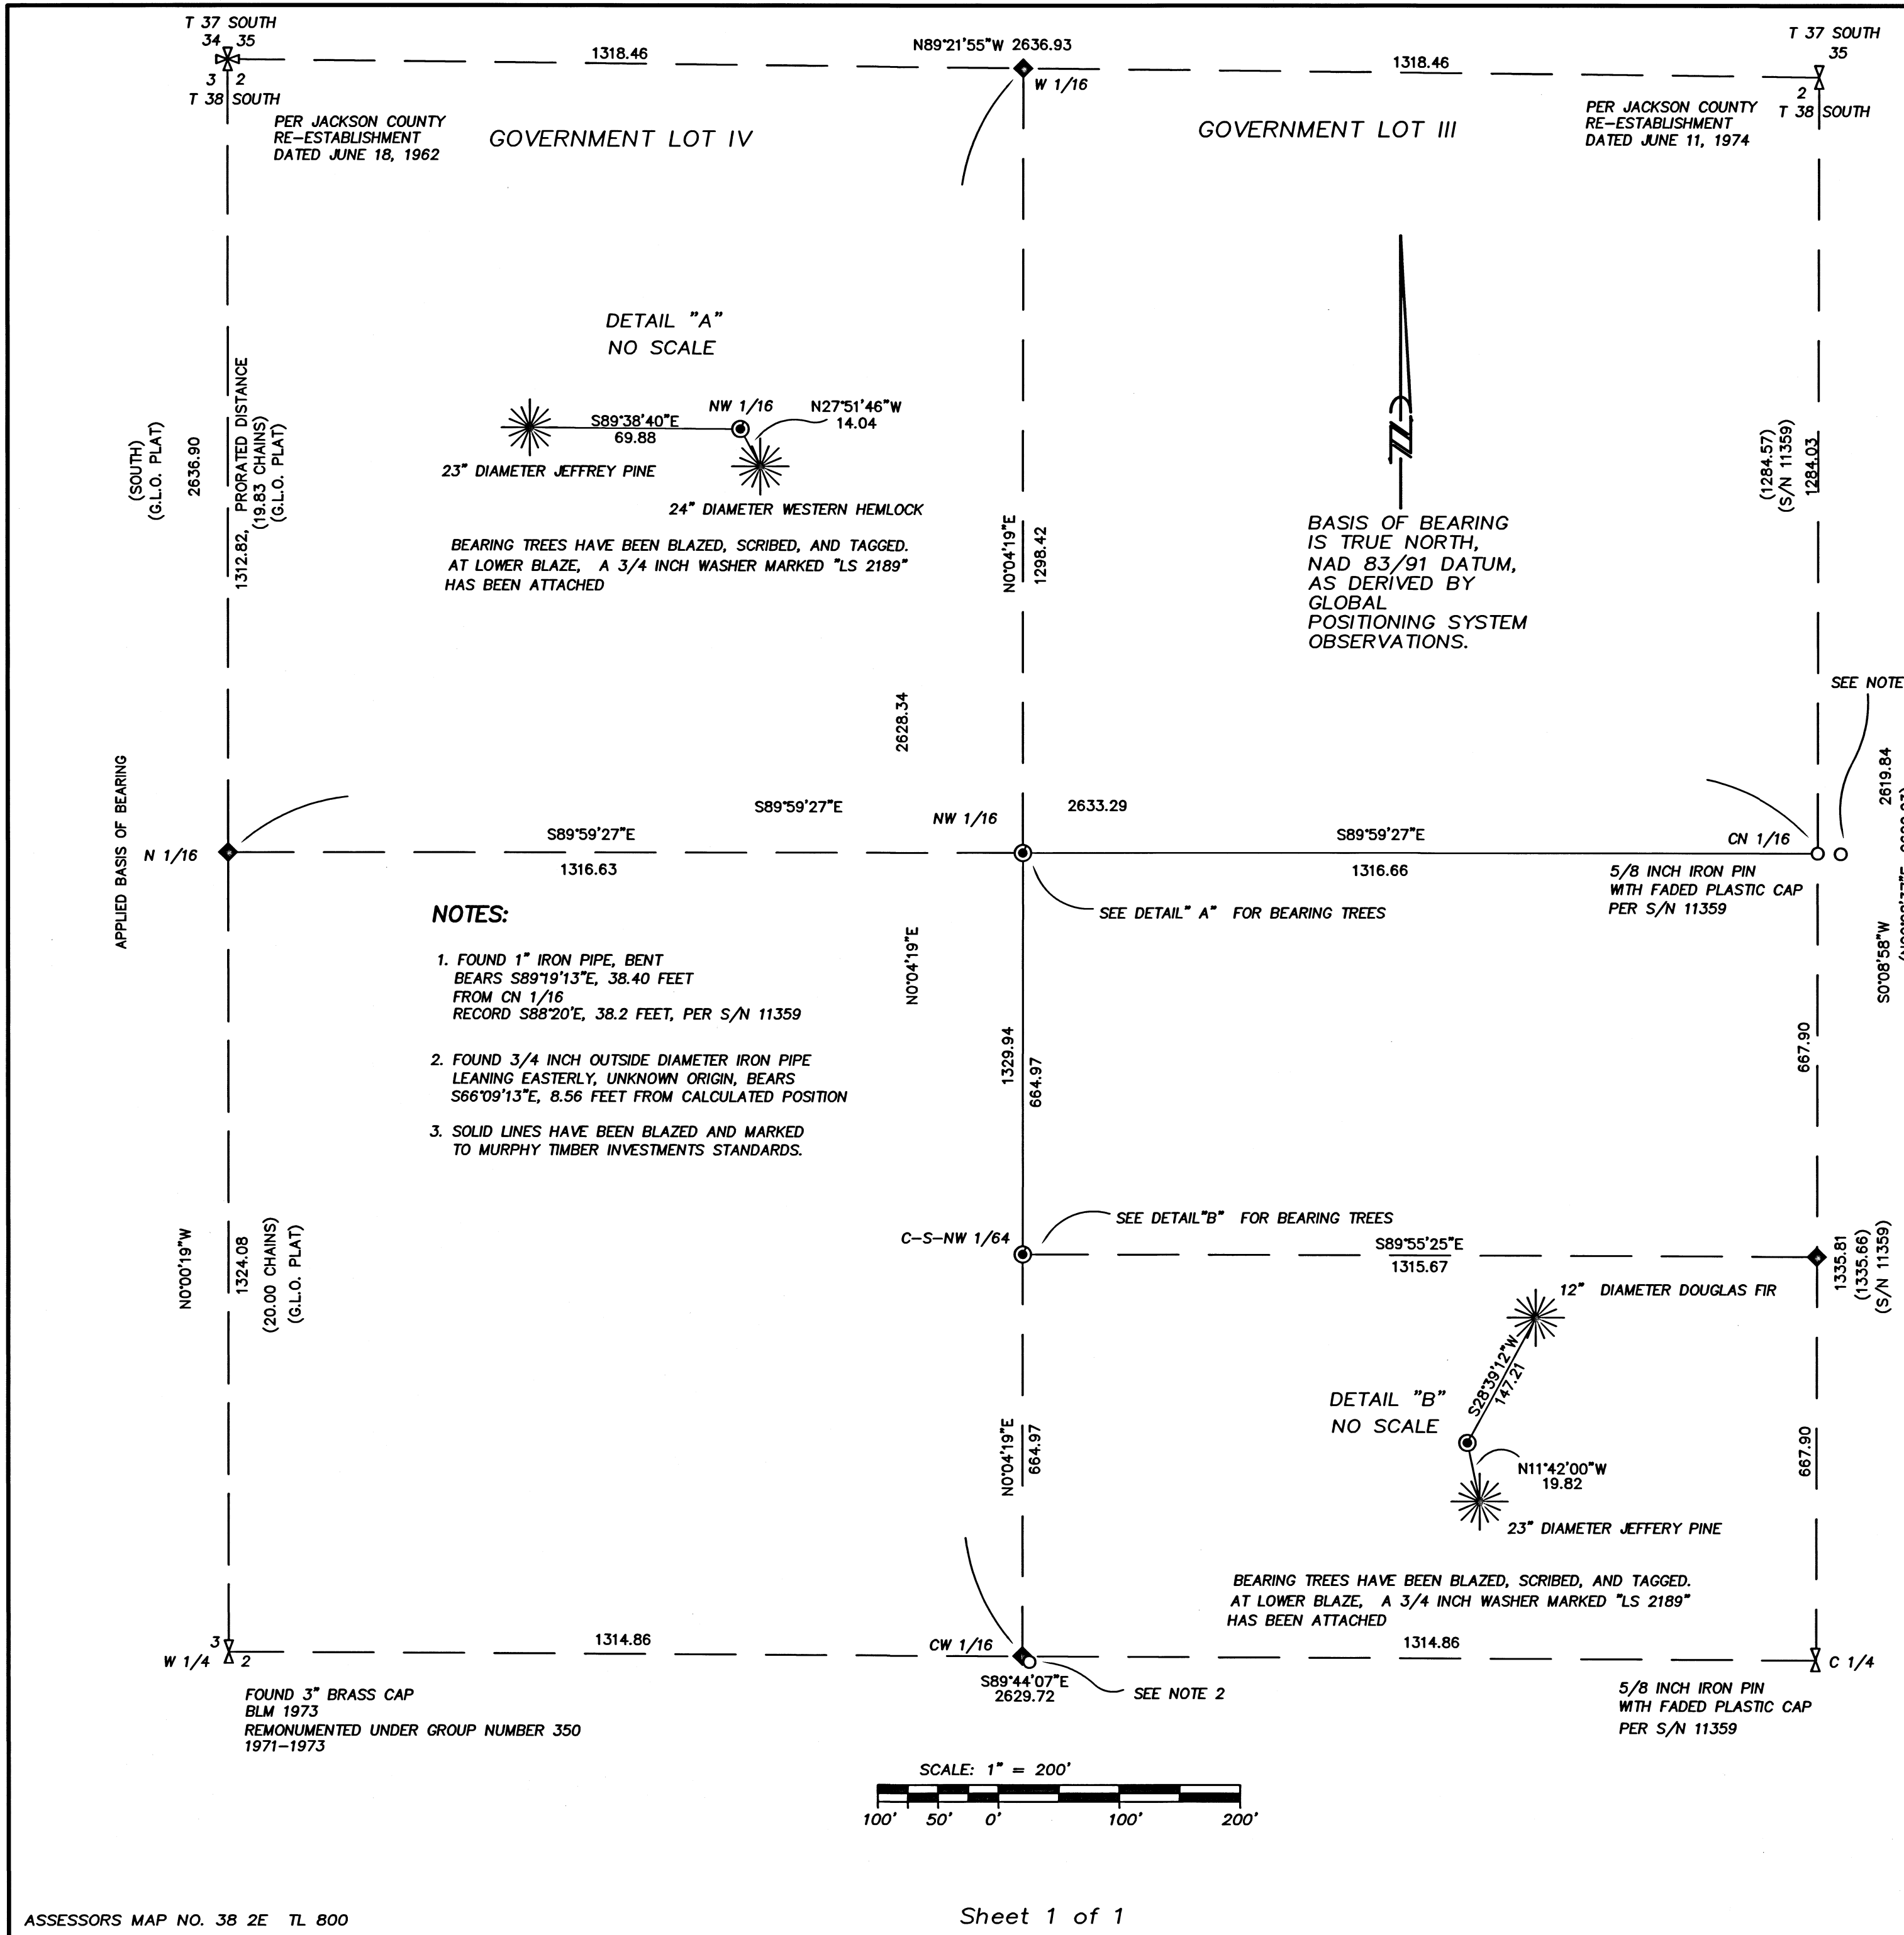 T 37 SOUTH
34 35
3 2
T 38 SOUTH
1318.46
N89°21'55"W 2636.93
W 1/16
1318.46
T 37 SOUTH
35
2
T 38 SOUTH
PER JACKSON COUNTY
RE-ESTABLISHMENT
DATED JUNE 18, 1962
GOVERNMENT LOT IV
GOVERNMENT LOT III
PER JACKSON COUNTY
RE-ESTABLISHMENT
DATED JUNE 11, 1974
DETAIL "A"
NO SCALE
NW 1/16
N27°51'46"W
14.04
S89°38'40"E
69.88
23" DIAMETER JEFFREY PINE
24" DIAMETER WESTERN HEMLOCK
BEARING TREES HAVE BEEN BLAZED, SCRIBED, AND TAGGED.
AT LOWER BLAZE, A 3/4 INCH WASHER MARKED "LS 2189"
HAS BEEN ATTACHED
(SOUTH)
(G.L.O. PLAT)
2636.90
1312.82, PRORATED DISTANCE
(19.83 CHAINS)
(G.L.O. PLAT)
N0°04'19"E
1298.42
BASIS OF BEARING
IS TRUE NORTH,
NAD 83/91 DATUM,
AS DERIVED BY
GLOBAL
POSITIONING SYSTEM
OBSERVATIONS.
(1284.57)
(S/N 11359)
1284.03
SEE NOTE
2628.34
2619.84
APPLIED BASIS OF BEARING
N 1/16
S89°59'27"E
S89°59'27"E
1316.63
NW 1/16
2633.29
S89°59'27"E
1316.66
CN 1/16
5/8 INCH IRON PIN
WITH FADED PLASTIC CAP
PER S/N 11359
SEE DETAIL" A" FOR BEARING TREES
NOTES:
1. FOUND 1" IRON PIPE, BENT
BEARS S89°19'13"E, 38.40 FEET
FROM CN 1/16
RECORD S88°20'E, 38.2 FEET, PER S/N 11359
2. FOUND 3/4 INCH OUTSIDE DIAMETER IRON PIPE
LEANING EASTERLY, UNKNOWN ORIGIN, BEARS
S66°09'13"E, 8.56 FEET FROM CALCULATED POSITION
3. SOLID LINES HAVE BEEN BLAZED AND MARKED
TO MURPHY TIMBER INVESTMENTS STANDARDS.
N0°04'19"E
1329.94
664.97
S0°08'58"W
667.90
N0°00'19"W
1324.08
(20.00 CHAINS)
(G.L.O. PLAT)
C-S-NW 1/64
SEE DETAIL"B" FOR BEARING TREES
S89°55'25"E
1315.67
1335.81
(1335.66)
(S/N 11359)
12" DIAMETER DOUGLAS FIR
S28°39'12"W
147.21
DETAIL "B"
NO SCALE
N11°42'00"W
19.82
23" DIAMETER JEFFERY PINE
N0°04'19"E
664.97
667.90
BEARING TREES HAVE BEEN BLAZED, SCRIBED, AND TAGGED.
AT LOWER BLAZE, A 3/4 INCH WASHER MARKED "LS 2189"
HAS BEEN ATTACHED
3
W 1/4 2
1314.86
CW 1/16
S89°44'07"E
2629.72
SEE NOTE 2
1314.86
C 1/4
FOUND 3" BRASS CAP
BLM 1973
REMONUMENTED UNDER GROUP NUMBER 350
1971-1973
5/8 INCH IRON PIN
WITH FADED PLASTIC CAP
PER S/N 11359
SCALE: 1" = 200'
100' 50' 0' 100' 200'
ASSESSORS MAP NO. 38 2E TL 800
Sheet 1 of 1